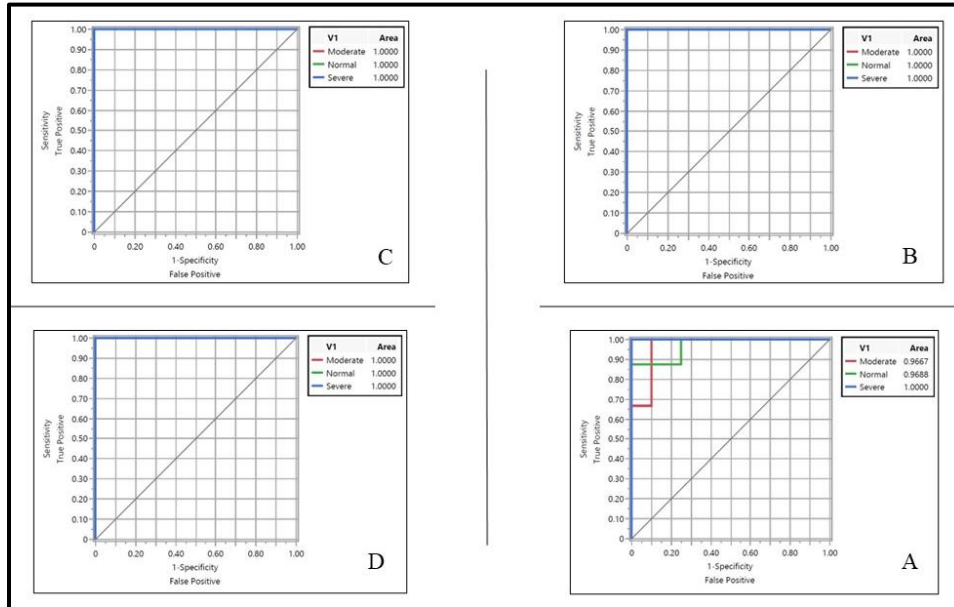 V1 Area
Moderate 1.0000
Normal 1.0000
Severe 1.0000
1.00
0.90
0.80
0.70
0.60
0.50
0.40
0.30
0.20
0.10
0
Sensitivity
True Positive
0 0.20 0.40 0.60 0.80 1.00
1-Specificity
False Positive
C
V1 Area
Moderate 1.0000
Normal 1.0000
Severe 1.0000
1.00
0.90
0.80
0.70
0.60
0.50
0.40
0.30
0.20
0.10
0
Sensitivity
True Positive
0 0.20 0.40 0.60 0.80 1.00
1-Specificity
False Positive
B
V1 Area
Moderate 1.0000
Normal 1.0000
Severe 1.0000
1.00
0.90
0.80
0.70
0.60
0.50
0.40
0.30
0.20
0.10
0
Sensitivity
True Positive
0 0.20 0.40 0.60 0.80 1.00
1-Specificity
False Positive
D
V1 Area
Moderate 0.9667
Normal 0.9688
Severe 1.0000
1.00
0.90
0.80
0.70
0.60
0.50
0.40
0.30
0.20
0.10
0
Sensitivity
True Positive
0 0.20 0.40 0.60 0.80 1.00
1-Specificity
False Positive
A